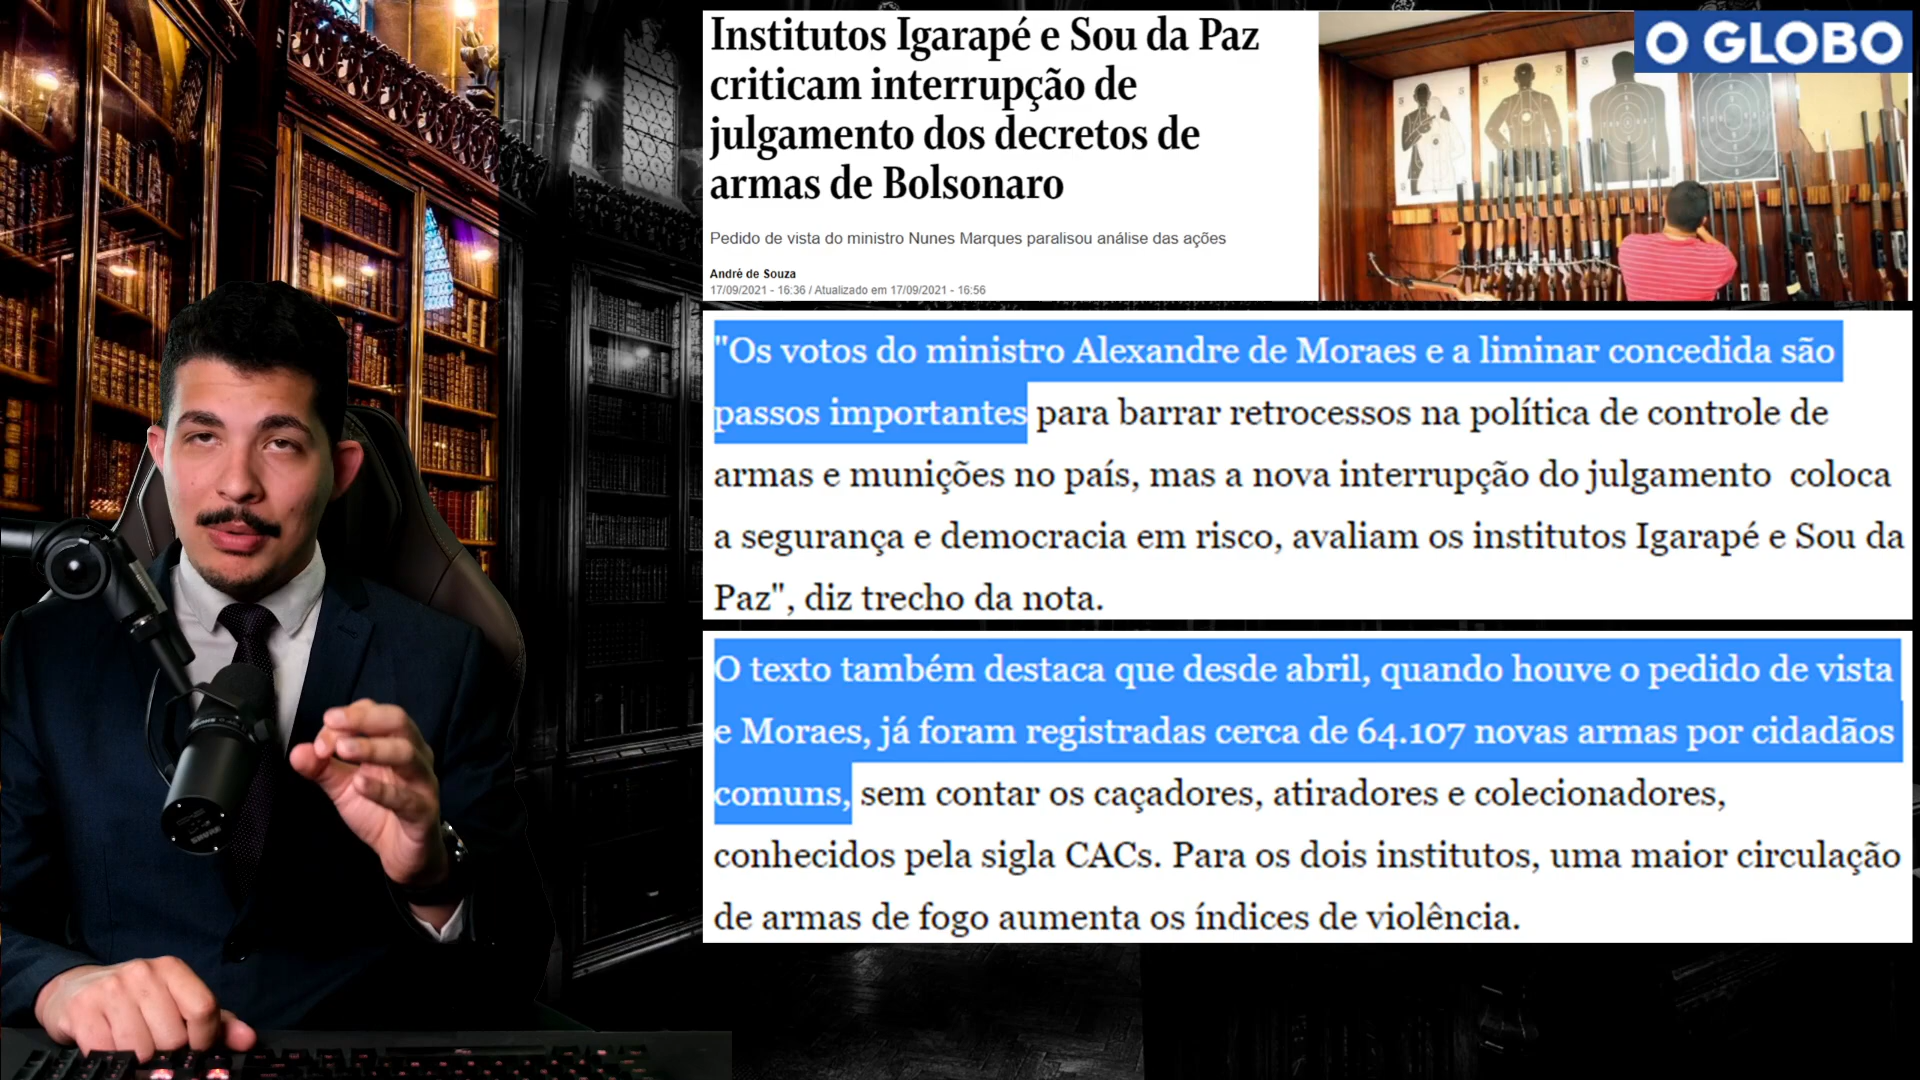 Institutos Igarapé e Sou da Paz
criticam interrupção de
julgamento dos decretos de
armas de Bolsonaro
Pedido de vista do ministro Nunes Marques paralisou análise das ações
André de Souza
17/09/2021 - 16:36 / Atualizado em 17/09/2021 - 16:56
O GLOBO
"Os votos do ministro Alexandre de Moraes e a liminar concedida são
passos importantes para barrar retrocessos na política de controle de
armas e munições no país, mas a nova interrupção do julgamento coloca
a segurança e democracia em risco, avaliam os institutos Igarapé e Sou da
Paz", diz trecho da nota.
O texto também destaca que desde abril, quando houve o pedido de vista
e Moraes, já foram registradas cerca de 64.107 novas armas por cidadãos
comuns, sem contar os caçadores, atiradores e colecionadores,
conhecidos pela sigla CACs. Para os dois institutos, uma maior circulação
de armas de fogo aumenta os índices de violência.
SHURE